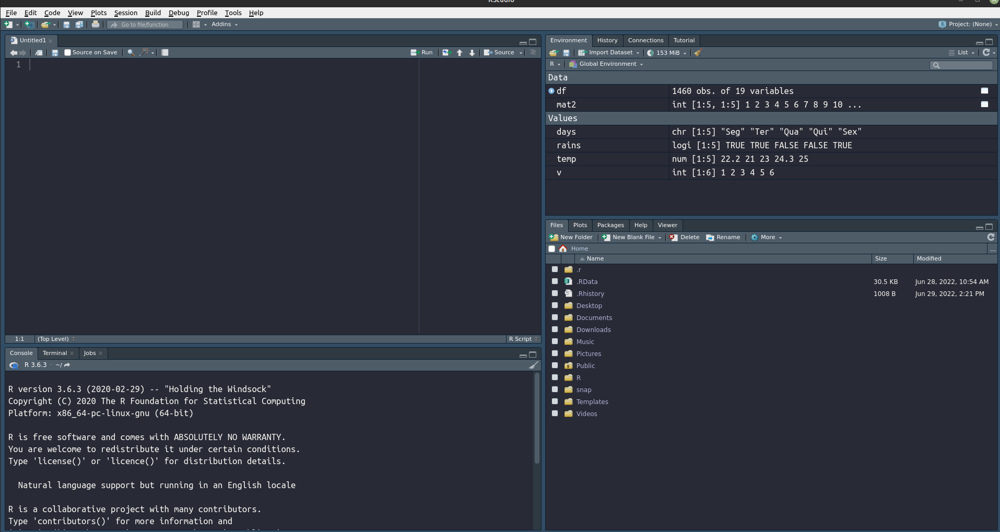 RStudio
File Edit Code View Plots Session Build Debug Profile Tools Help
Go to file/function Addins Project: (None)
Untitled1
Source on Save Run Source
1
1:1 (Top Level) R Script
Console Terminal Jobs
R 3.6.3 · ~/
R version 3.6.3 (2020-02-29) -- "Holding the Windsock"
Copyright (C) 2020 The R Foundation for Statistical Computing
Platform: x86_64-pc-linux-gnu (64-bit)
R is free software and comes with ABSOLUTELY NO WARRANTY.
You are welcome to redistribute it under certain conditions.
Type 'license()' or 'licence()' for distribution details.
Natural language support but running in an English locale
R is a collaborative project with many contributors.
Type 'contributors()' for more information and
Environment History Connections Tutorial
Import Dataset 153 MiB List
R Global Environment
Data
df 1460 obs. of 19 variables
mat2 int [1:5, 1:5] 1 2 3 4 5 6 7 8 9 10 ...
Values
days chr [1:5] "Seg" "Ter" "Qua" "Qui" "Sex"
rains logi [1:5] TRUE TRUE FALSE FALSE TRUE
temp num [1:5] 22.2 21 23 24.3 25
v int [1:6] 1 2 3 4 5 6
Files Plots Packages Help Viewer
New Folder New Blank File Delete Rename More
Home ...
Name Size Modified
.r
.RData 30.5 KB Jun 28, 2022, 10:54 AM
.Rhistory 1008 B Jun 29, 2022, 2:21 PM
Desktop
Documents
Downloads
Music
Pictures
Public
R
snap
Templates
Videos